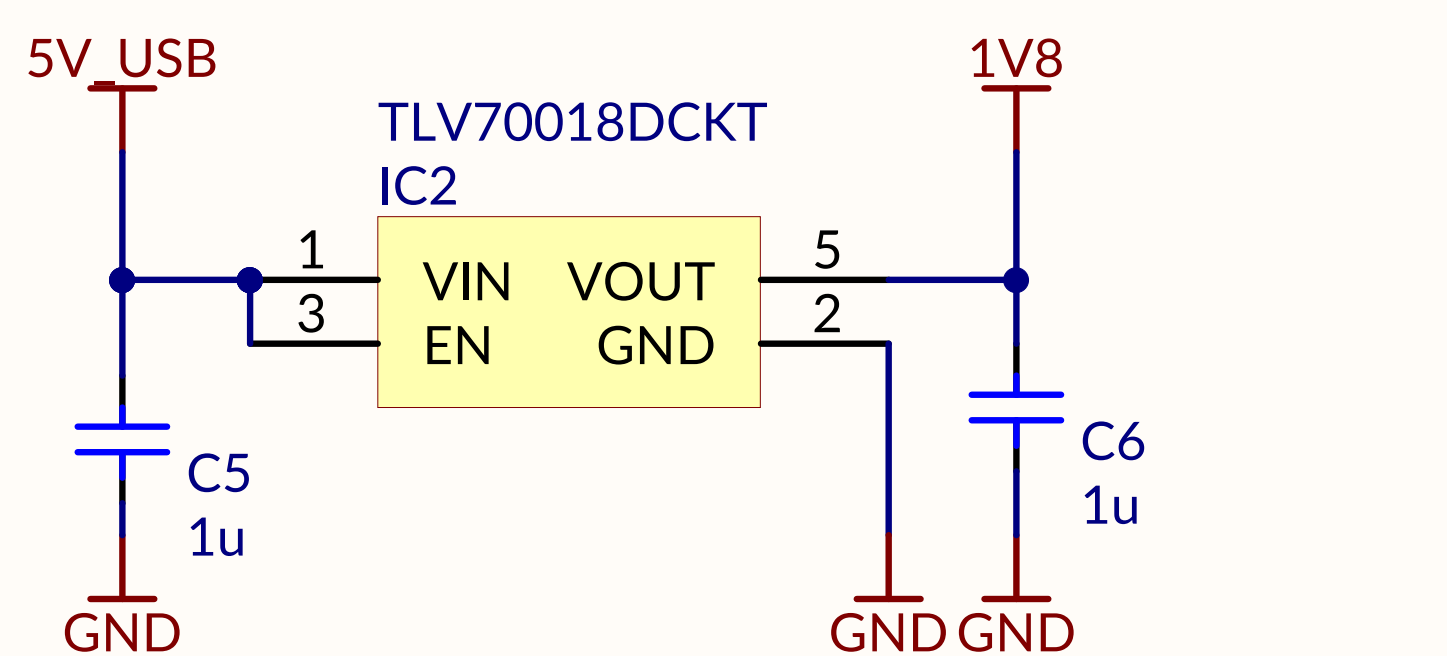 5V_USB
1V8
TLV70018DCKT
IC2
1
5
VIN
VOUT
3
2
EN
GND
C5
1u
C6
1u
GND
GND
GND